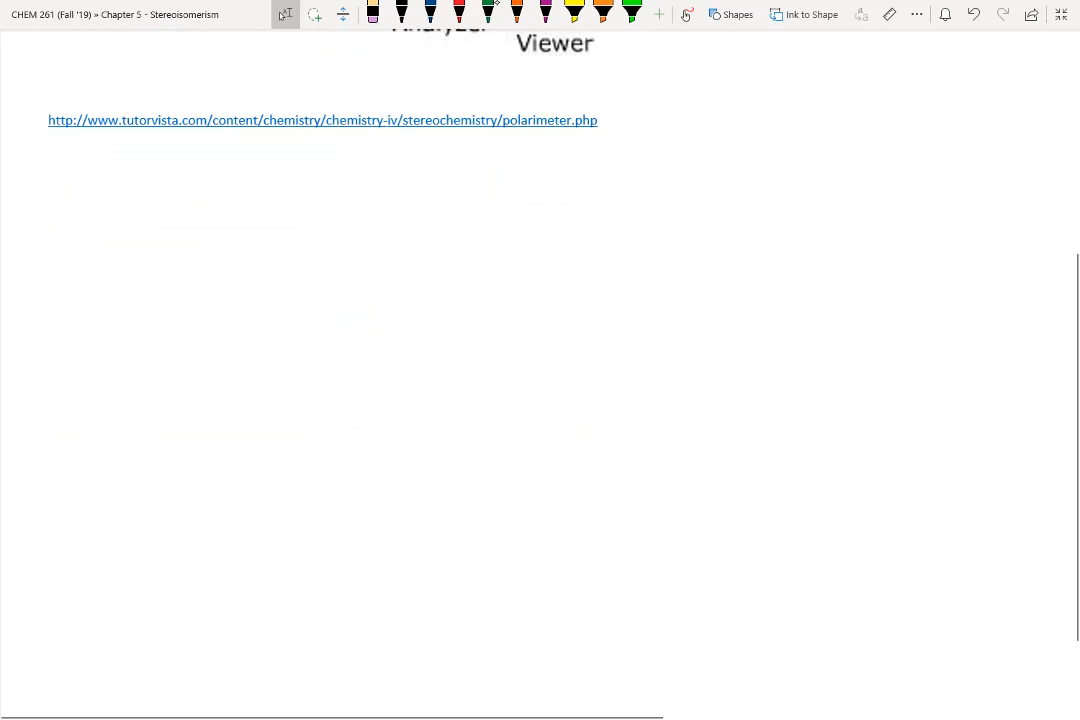 CHEM 261 (Fall '19) » Chapter 5 - Stereoisomerism
Shapes
Ink to Shape
Analyzer
Viewer
http://www.tutorvista.com/content/chemistry/chemistry-iv/stereochemistry/polarimeter.php